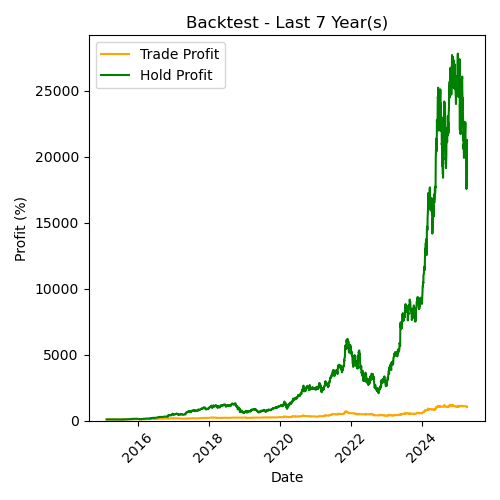 Backtest - Last 7 Year(s)
Trade Profit
Hold Profit
Profit (%)
25000
20000
15000
10000
5000
0
2016
2018
2020
2022
2024
Date